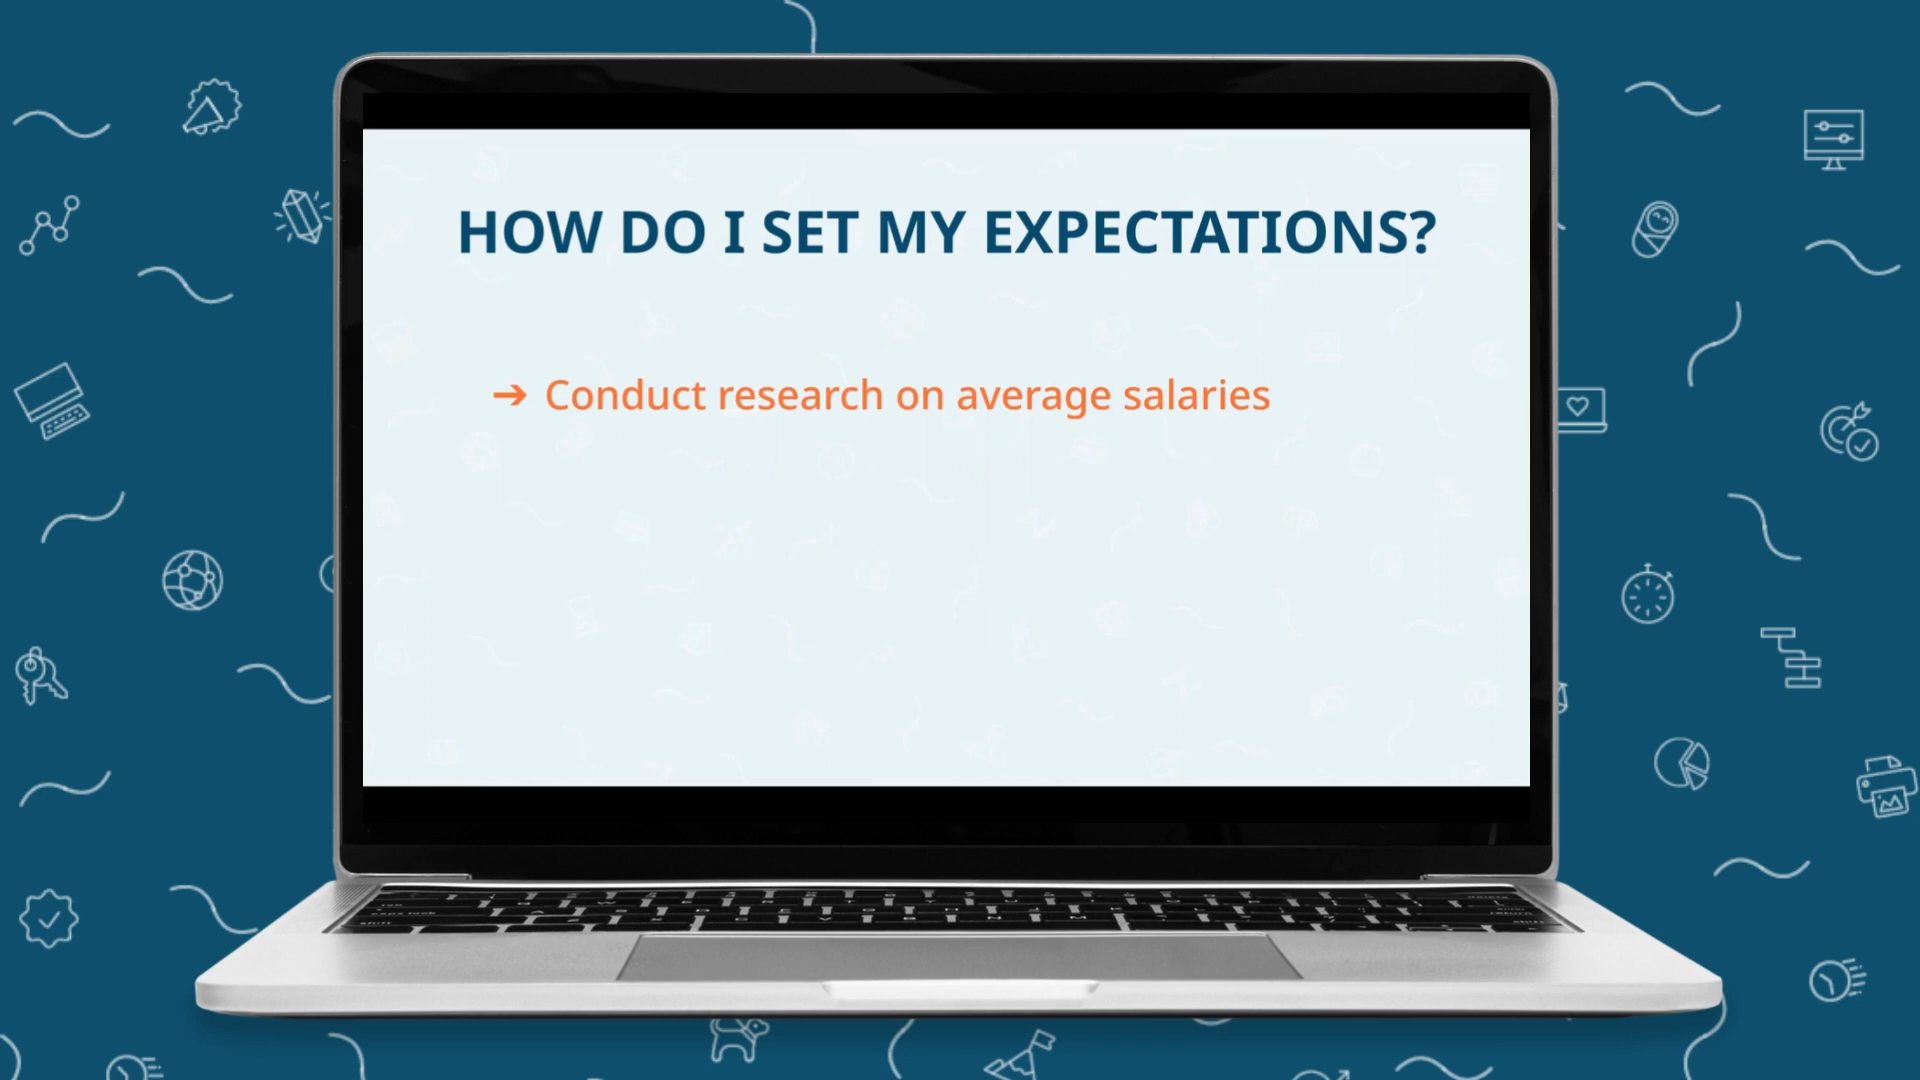 HOW DO I SET MY EXPECTATIONS?
➔ Conduct research on average salaries